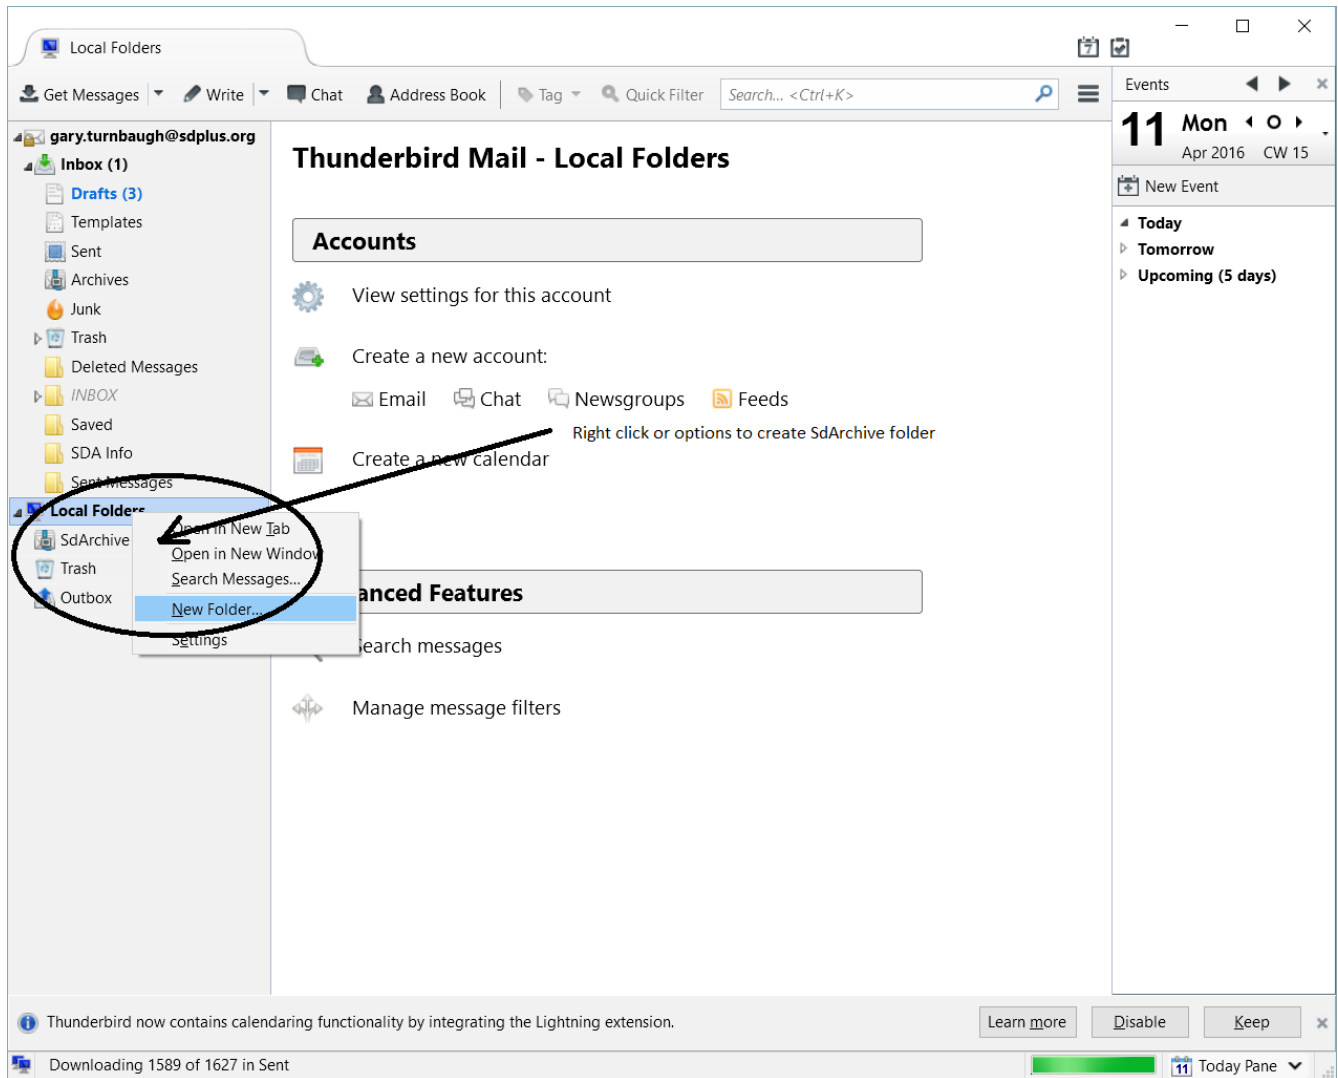 Local Folders
7
Get Messages
Write
Chat
Address Book
Tag
Quick Filter
Search... <Ctrl+K>
Events
11 Mon
Apr 2016 CW 15
New Event
Today
Tomorrow
Upcoming (5 days)
gary.turnbaugh@sdplus.org
Inbox (1)
Drafts (3)
Templates
Sent
Archives
Junk
Trash
Deleted Messages
INBOX
Saved
SDA Info
Sent Messages
Local Folders
SdArchive
Trash
Outbox
Open in New Tab
Open in New Window
Search Messages...
New Folder...
Settings
Thunderbird Mail - Local Folders
Accounts
View settings for this account
Create a new account:
Email Chat Newsgroups Feeds
Right click or options to create SdArchive folder
Create a new calendar
anced Features
Search messages
Manage message filters
Thunderbird now contains calendaring functionality by integrating the Lightning extension.
Learn more
Disable
Keep
Downloading 1589 of 1627 in Sent
11 Today Pane